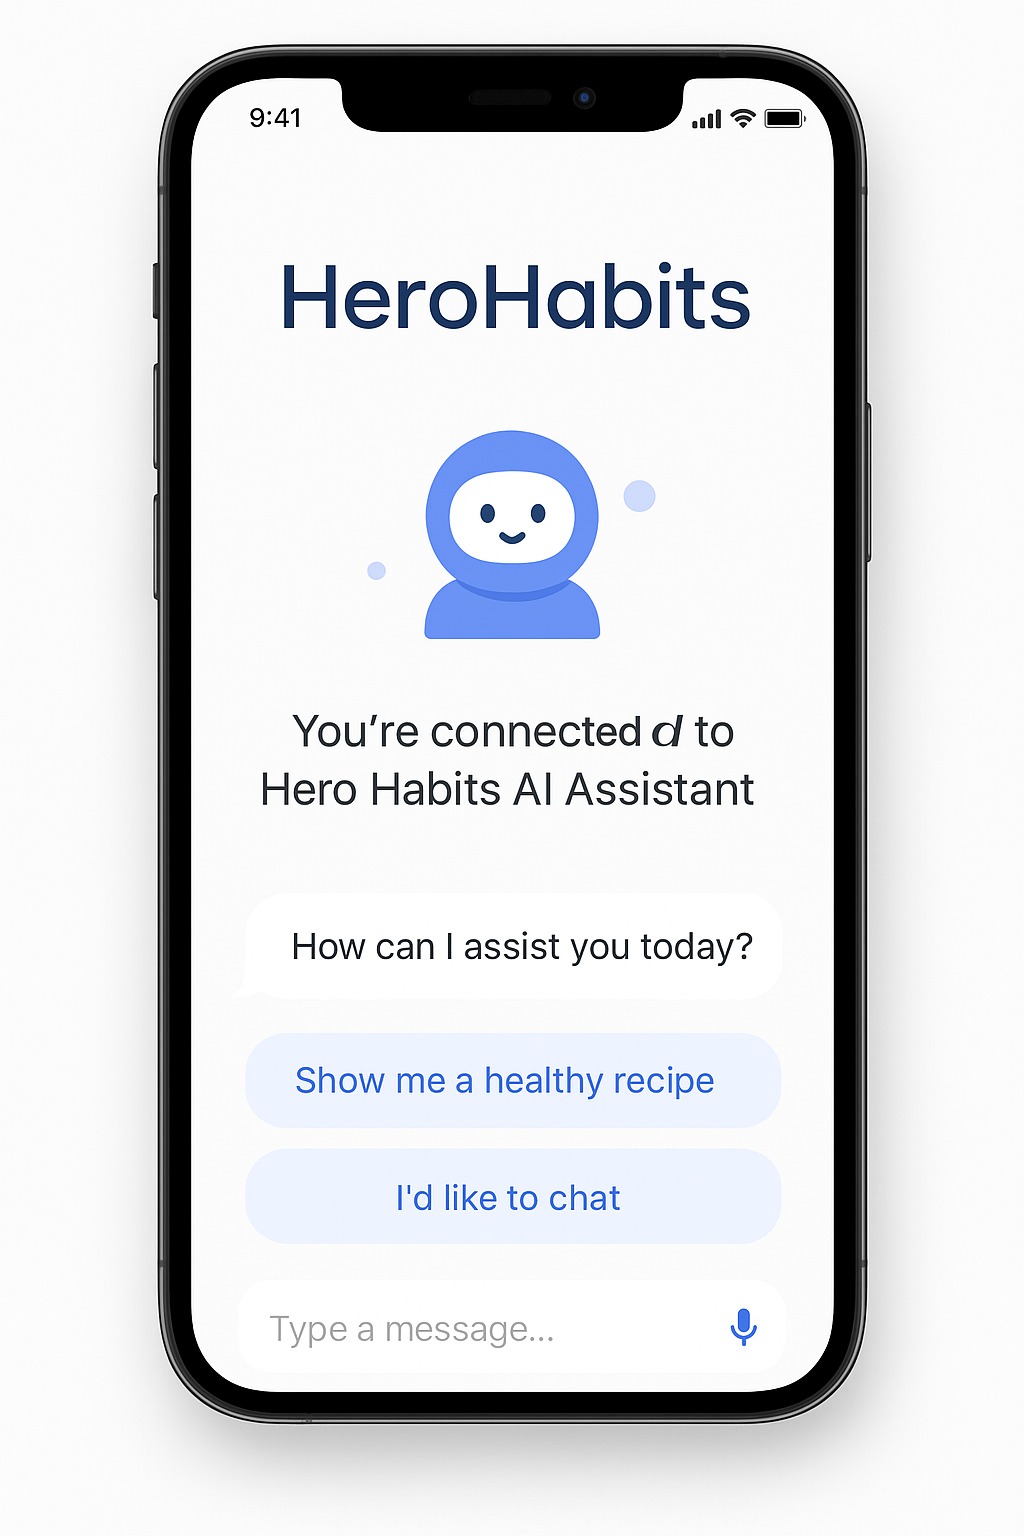 9:41
HeroHabits
You’re connected d to
Hero Habits AI Assistant
How can I assist you today?
Show me a healthy recipe
I'd like to chat
Type a message...